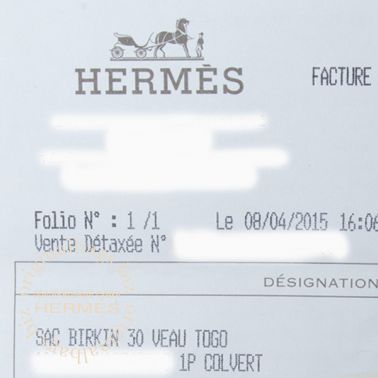 HERMÈS
FACTURE
Folio N° : 1 /1 Le 08/04/2015 16:06
Vente Détaxée N°
DÉSIGNATION
HERMÈS
SAC BIRKIN 30 VEAU TOGO
1P COLVERT